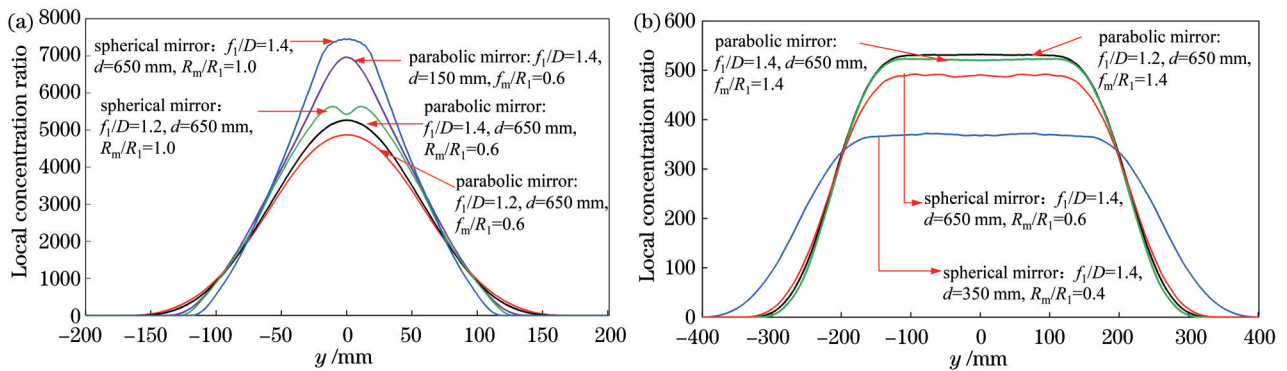 (a)
8000
7000
6000
5000
4000
3000
2000
1000
0
Local concentration ratio
−200
−150
−100
−50
0
50
100
150
200
y /mm
spherical mirror: f1/D=1.4,
d=650 mm, Rm/R1=1.0
parabolic mirror: f1/D=1.4,
d=150 mm, fm/R1=0.6
spherical mirror:
f1/D=1.2, d=650 mm,
Rm/R1=1.0
parabolic mirror:
f1/D=1.4, d=650 mm,
Rm/R1=0.6
parabolic mirror:
f1/D=1.2, d=650 mm,
fm/R1=0.6
(b)
600
500
400
300
200
100
0
Local concentration ratio
−400
−300
−200
−100
0
100
200
300
400
y /mm
parabolic mirror:
f1/D=1.4, d=650 mm,
fm/R1=1.4
parabolic mirror:
f1/D=1.2, d=650 mm,
fm/R1=1.4
spherical mirror: f1/D=1.4,
d=650 mm, Rm/R1=0.6
spherical mirror: f1/D=1.4,
d=350 mm, Rm/R1=0.4